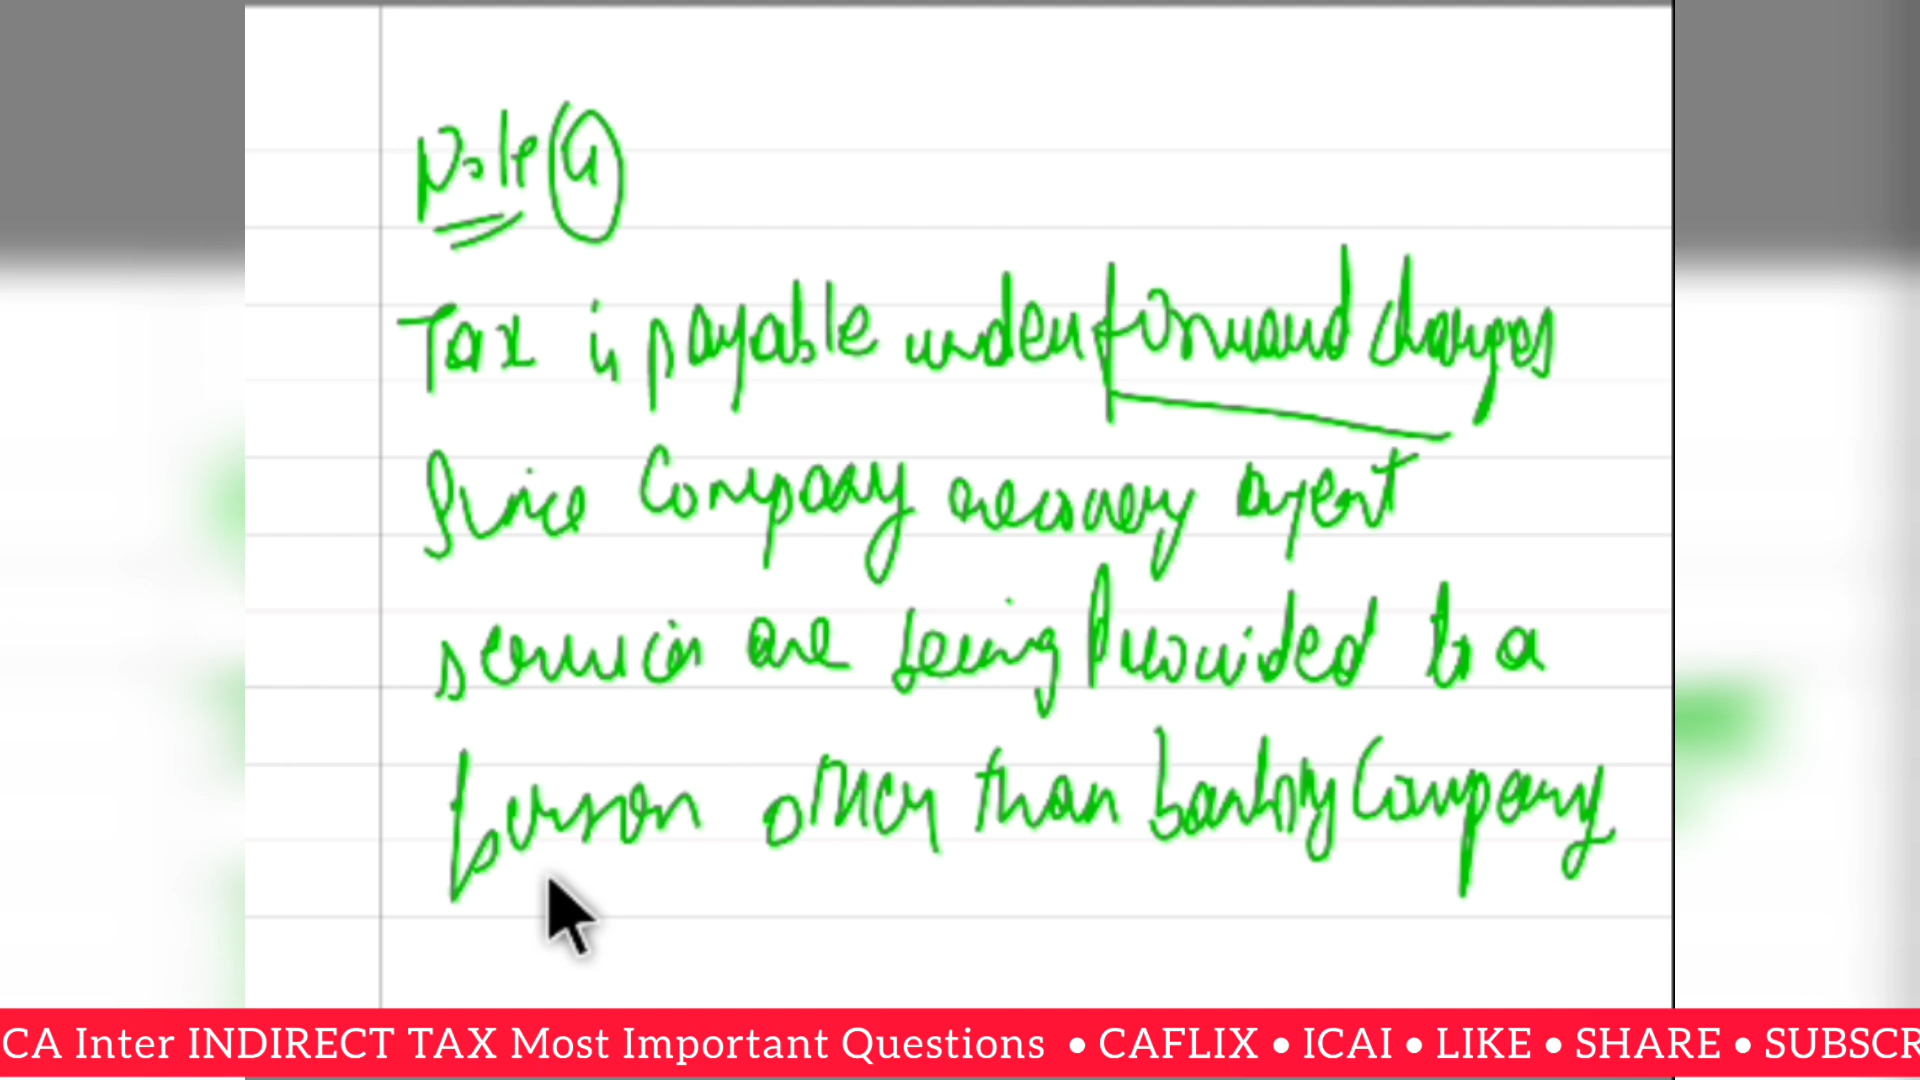 Note (4)
Tax is payable under forward charges
Since Company recovery agent
services are being Provided to a
person other than banking Company
CA Inter INDIRECT TAX Most Important Questions • CAFLIX • ICAI • LIKE • SHARE • SUBSCR